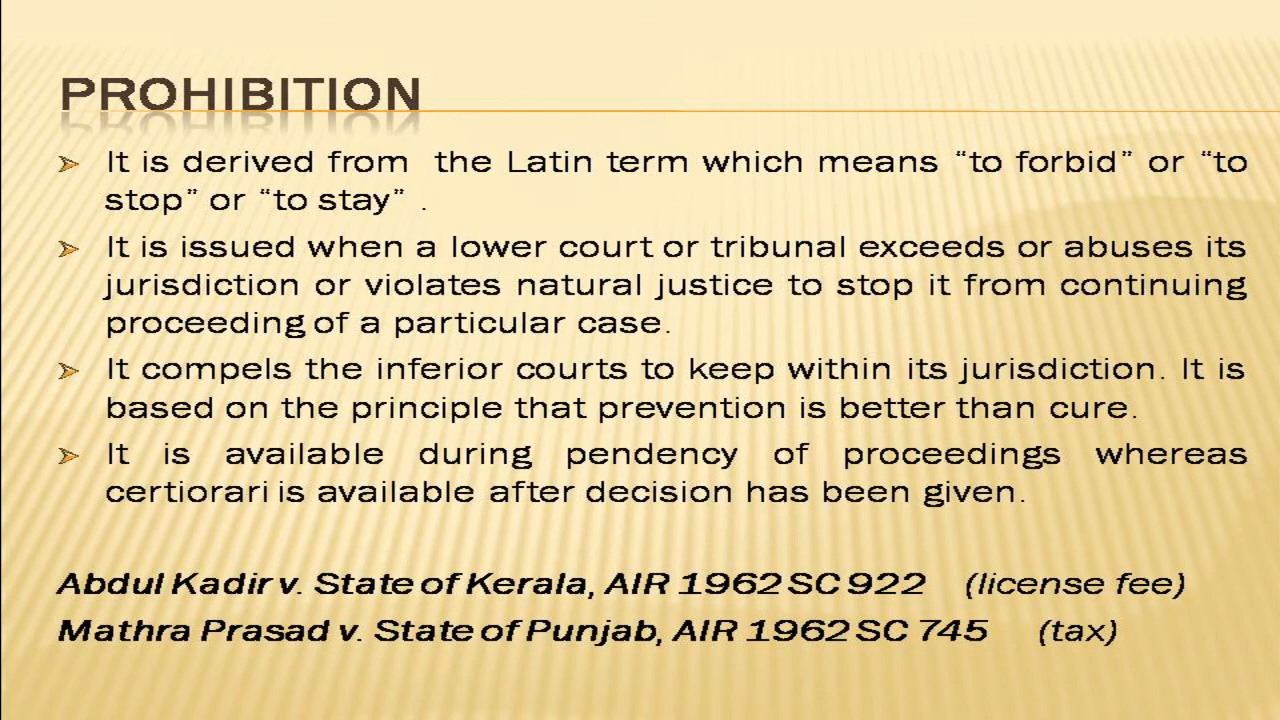 PROHIBITION
It is derived from the Latin term which means “to forbid” or “to
stop” or “to stay” .
It is issued when a lower court or tribunal exceeds or abuses its
jurisdiction or violates natural justice to stop it from continuing
proceeding of a particular case.
It compels the inferior courts to keep within its jurisdiction. It is
based on the principle that prevention is better than cure.
It is available during pendency of proceedings whereas
certiorari is available after decision has been given.
Abdul Kadir v. State of Kerala, AIR 1962 SC 922 (license fee)
Mathra Prasad v. State of Punjab, AIR 1962 SC 745 (tax)